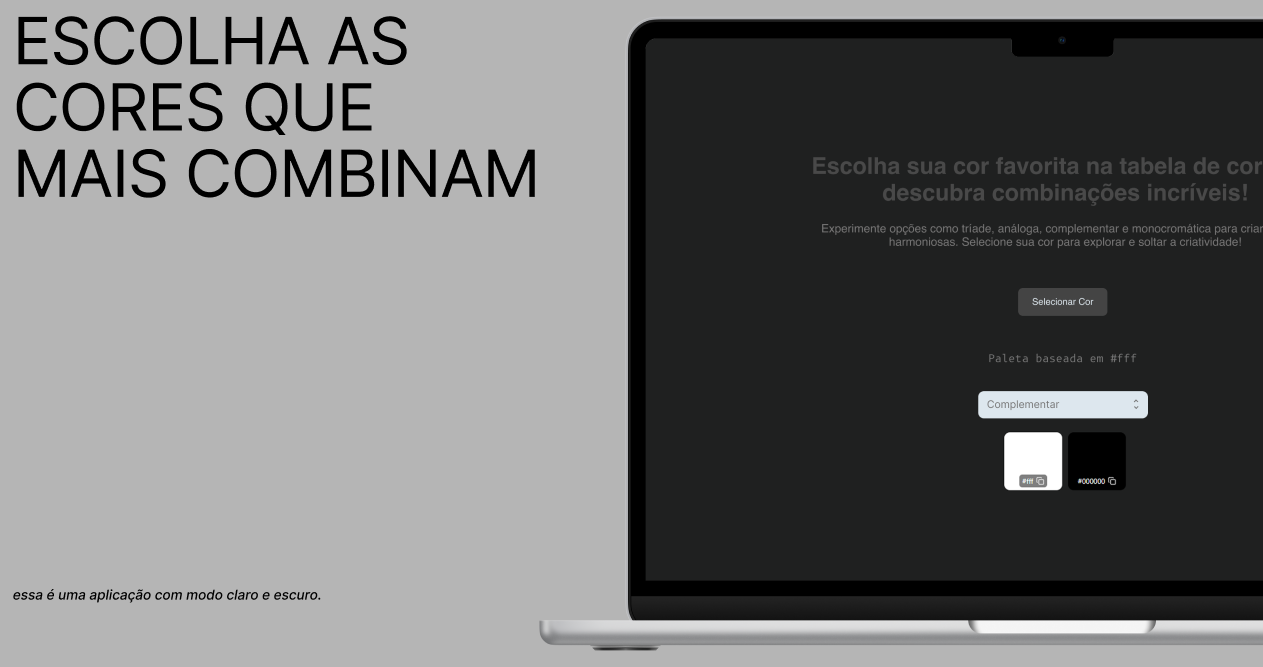 ESCOLHA AS
CORES QUE
MAIS COMBINAM
Escolha sua cor favorita na tabela de cor
descubra combinações incríveis!
Experimente opções como tríade, análoga, complementar e monocromática para criar
harmoniosas. Selecione sua cor para explorar e soltar a criatividade!
Selecionar Cor
Paleta baseada em #fff
Complementar
#fff
#000000
essa é uma aplicação com modo claro e escuro.